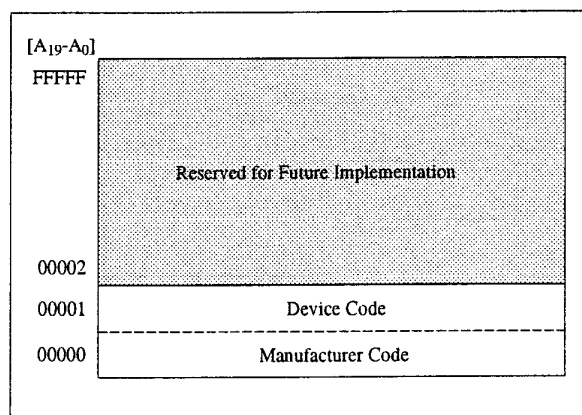 [A19-A0]
FFFFF
Reserved for Future Implementation
00002
00001 Device Code
00000 Manufacturer Code